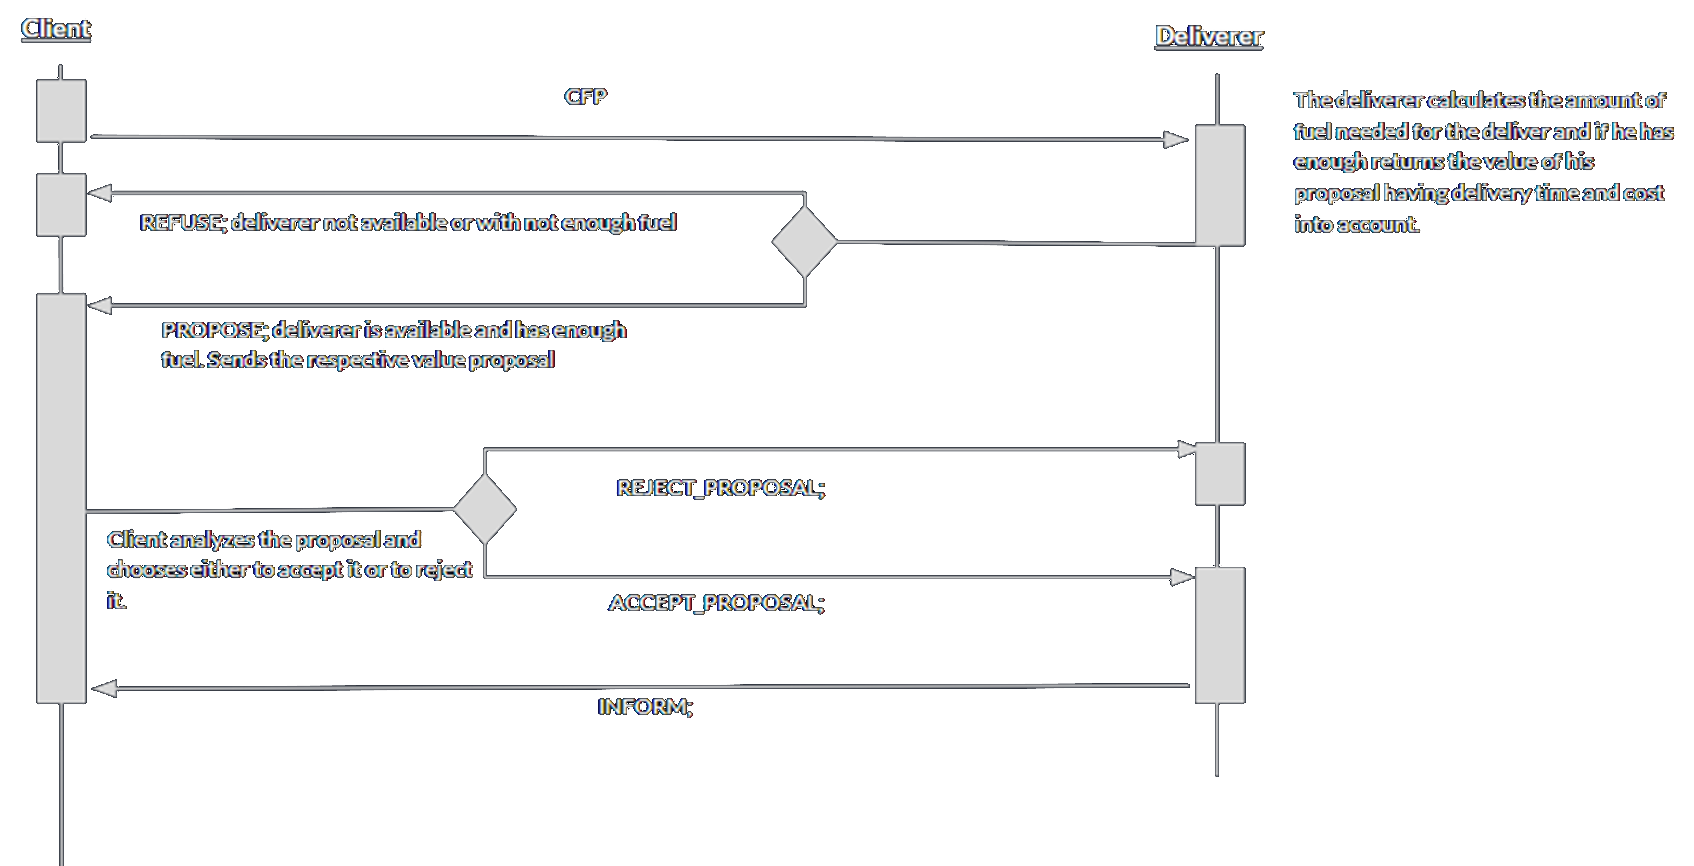 Client
Deliverer
CFP
The deliverer calculates the amount of
fuel needed for the deliver and if he has
enough returns the value of his
proposal having delivery time and cost
into account.
REFUSE; deliverer not available or with not enough fuel
PROPOSE; deliverer is available and has enough
fuel. Sends the respective value proposal
REJECT_PROPOSAL;
Client analyzes the proposal and
chooses either to accept it or to reject
it.
ACCEPT_PROPOSAL;
INFORM;